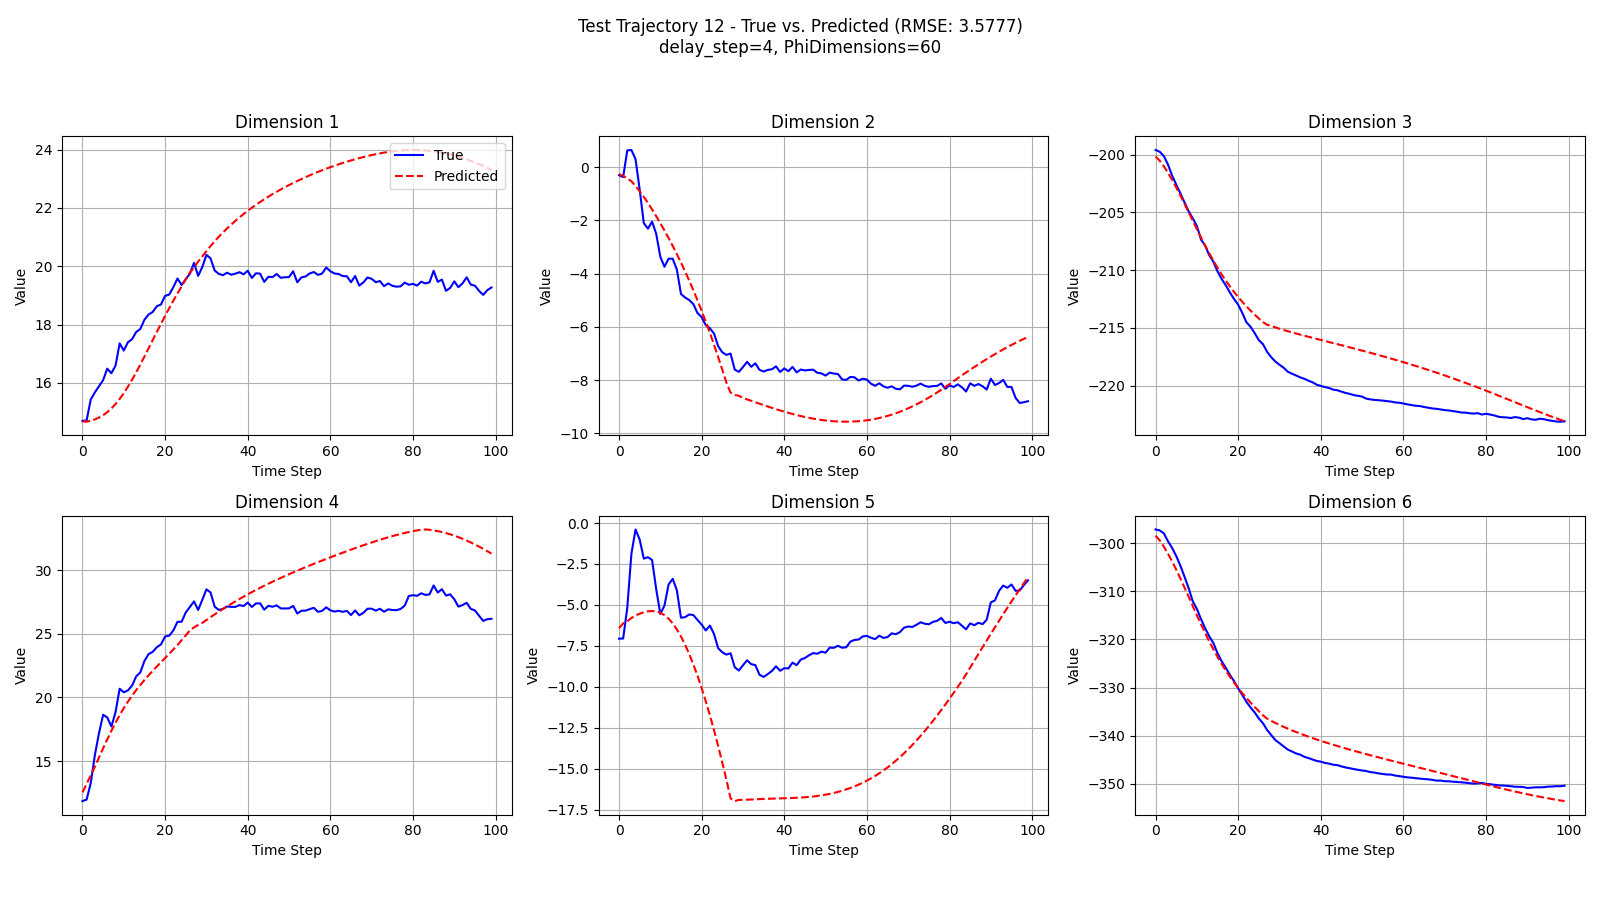 Test Trajectory 12 - True vs. Predicted (RMSE: 3.5777)
delay_step=4, PhiDimensions=60
Dimension 1
Value
24
22
20
18
16
0 20 40 60 80 100
Time Step
True
Predicted
Dimension 2
Value
0
−2
−4
−6
−8
−10
0 20 40 60 80 100
Time Step
Dimension 3
Value
−200
−205
−210
−215
−220
0 20 40 60 80 100
Time Step
Dimension 4
Value
30
25
20
15
0 20 40 60 80 100
Time Step
Dimension 5
Value
0.0
−2.5
−5.0
−7.5
−10.0
−12.5
−15.0
−17.5
0 20 40 60 80 100
Time Step
Dimension 6
Value
−300
−310
−320
−330
−340
−350
0 20 40 60 80 100
Time Step